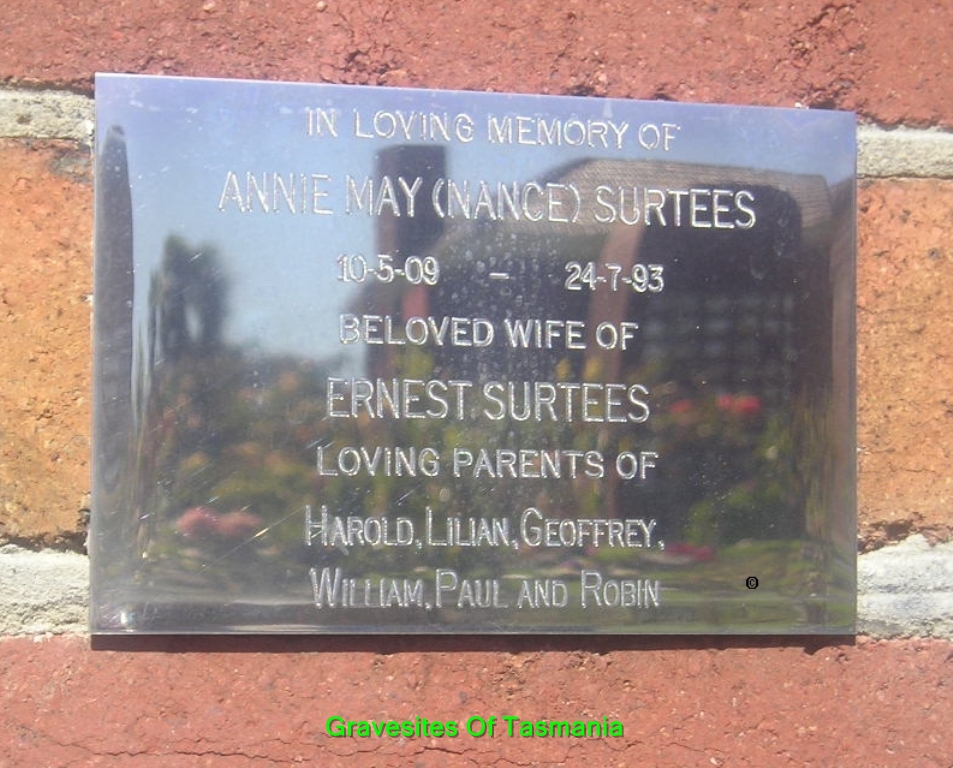 IN LOVING MEMORY OF
ANNIE MAY (NANCE) SURTEES
10-5-09 – 24-7-93
BELOVED WIFE OF
ERNEST SURTEES
LOVING PARENTS OF
HAROLD, LILIAN, GEOFFREY,
WILLIAM, PAUL AND ROBIN
©
Gravesites Of Tasmania